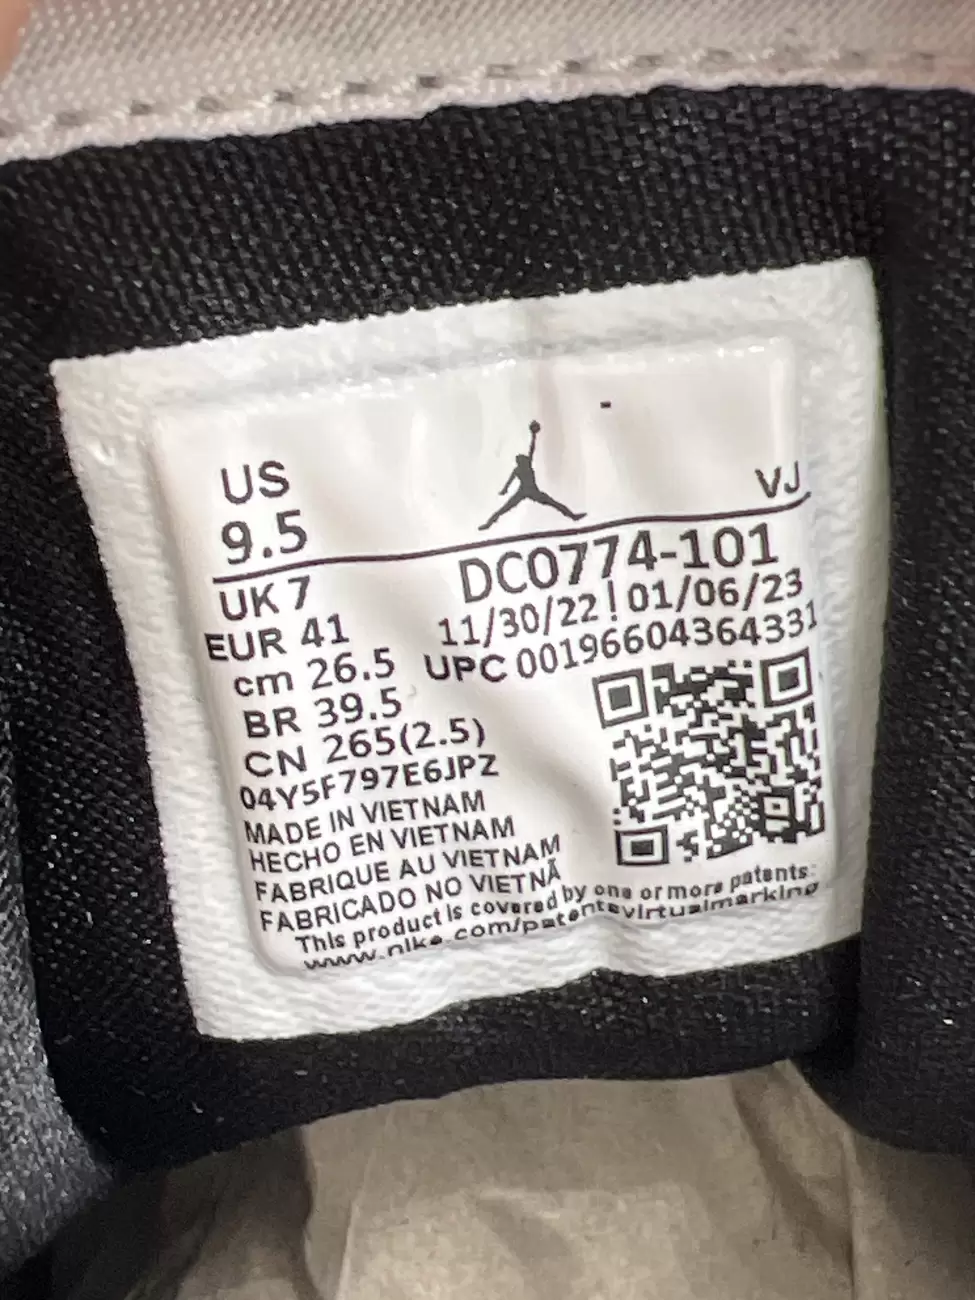 US
9.5
VJ
UK 7
DC0774-101
EUR 41
11/30/22 | 01/06/23
cm 26.5
UPC 00196604364331
BR 39.5
CN 265(2.5)
04Y5F797E6JPZ
MADE IN VIETNAM
HECHO EN VIETNAM
FABRIQUE AU VIETNAM
FABRICADO NO VIETNÃ
This product is covered by one or more patents:
www.nike.com/patentsvirtualmarking